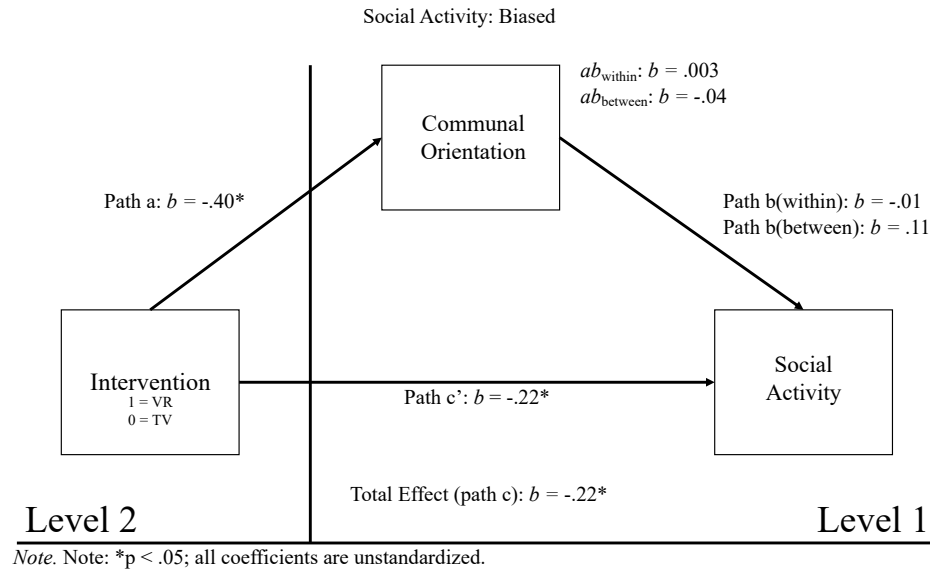 Social Activity: Biased
ab_within: b = .003
ab_between: b = -.04
Communal
Orientation
Path a: b = -.40*
Path b(within): b = -.01
Path b(between): b = .11
Intervention
1 = VR
0 = TV
Social
Activity
Path c’: b = -.22*
Total Effect (path c): b = -.22*
Level 2
Level 1
Note. Note: *p < .05; all coefficients are unstandardized.